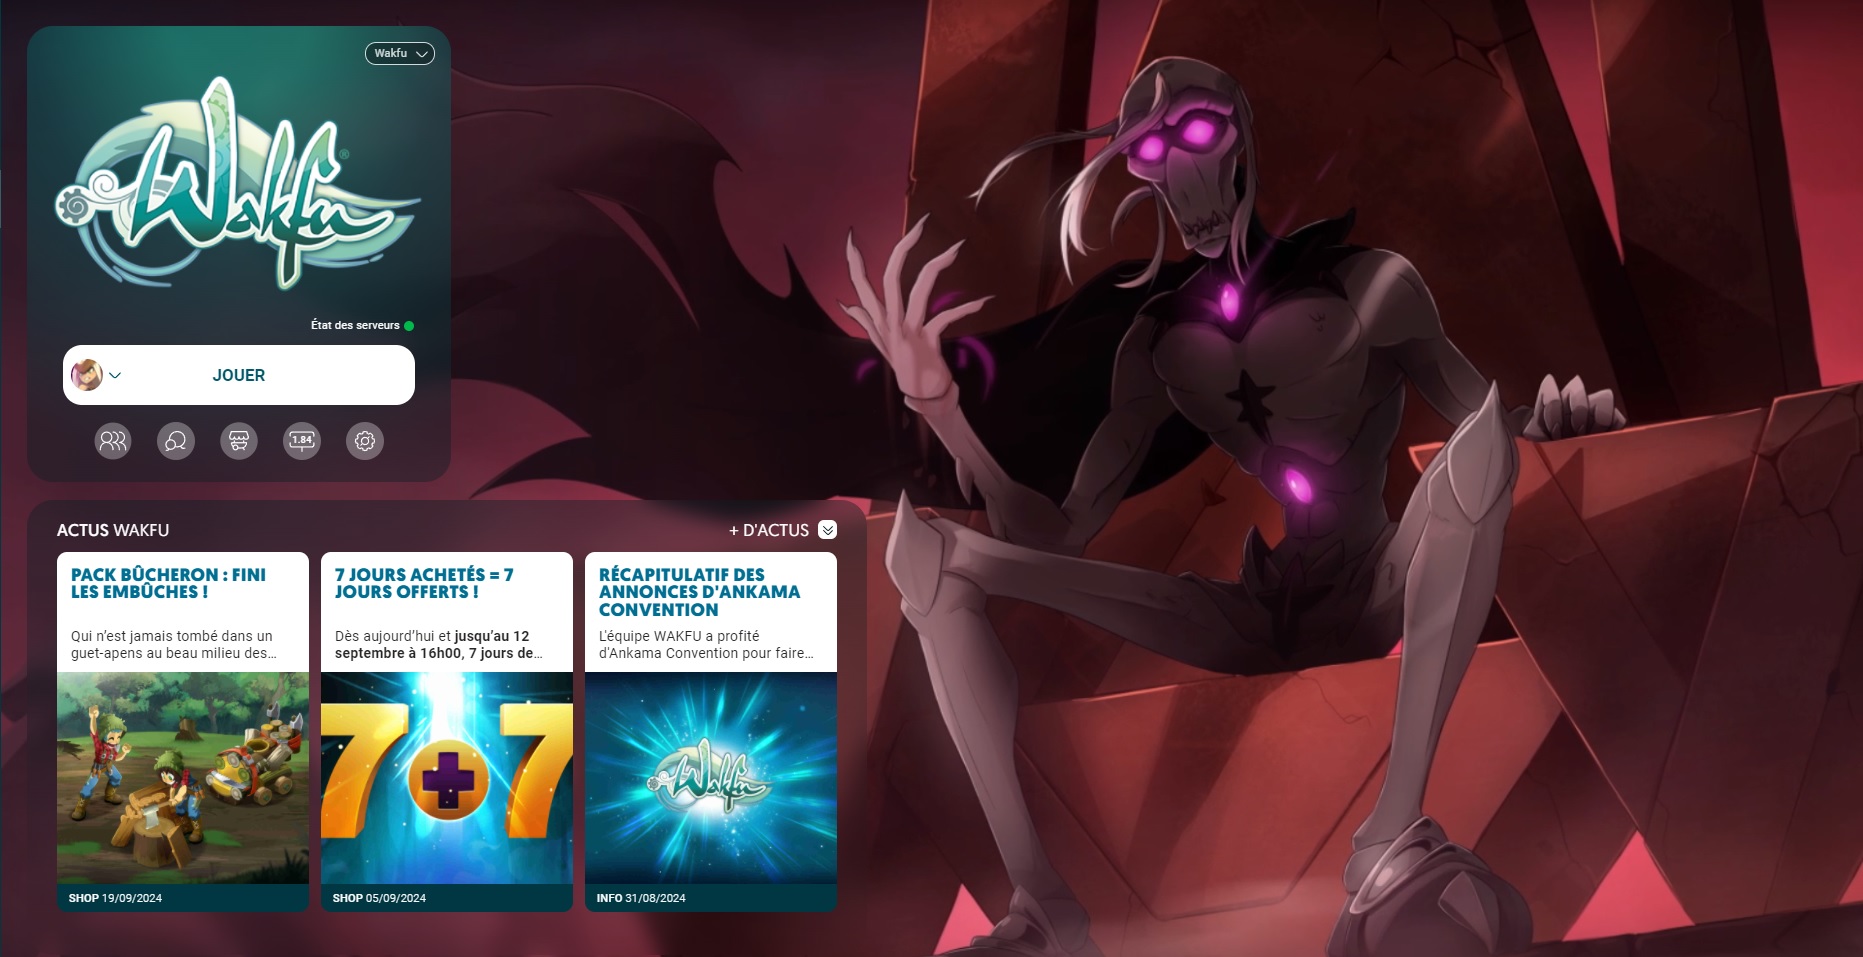 Wakfu
Wakfu®
État des serveurs
JOUER
1.84
ACTUS WAKFU
+ D'ACTUS
PACK BÛCHERON : FINI
LES EMBÛCHES !
Qui n’est jamais tombé dans un
guet-apens au beau milieu des...
SHOP 19/09/2024
7 JOURS ACHETÉS = 7
JOURS OFFERTS !
Dès aujourd’hui et jusqu’au 12
septembre à 16h00, 7 jours de...
7+7
SHOP 05/09/2024
RÉCAPITULATIF DES
ANNONCES D'ANKAMA
CONVENTION
L'équipe WAKFU a profité
d'Ankama Convention pour faire...
Wakfu
INFO 31/08/2024